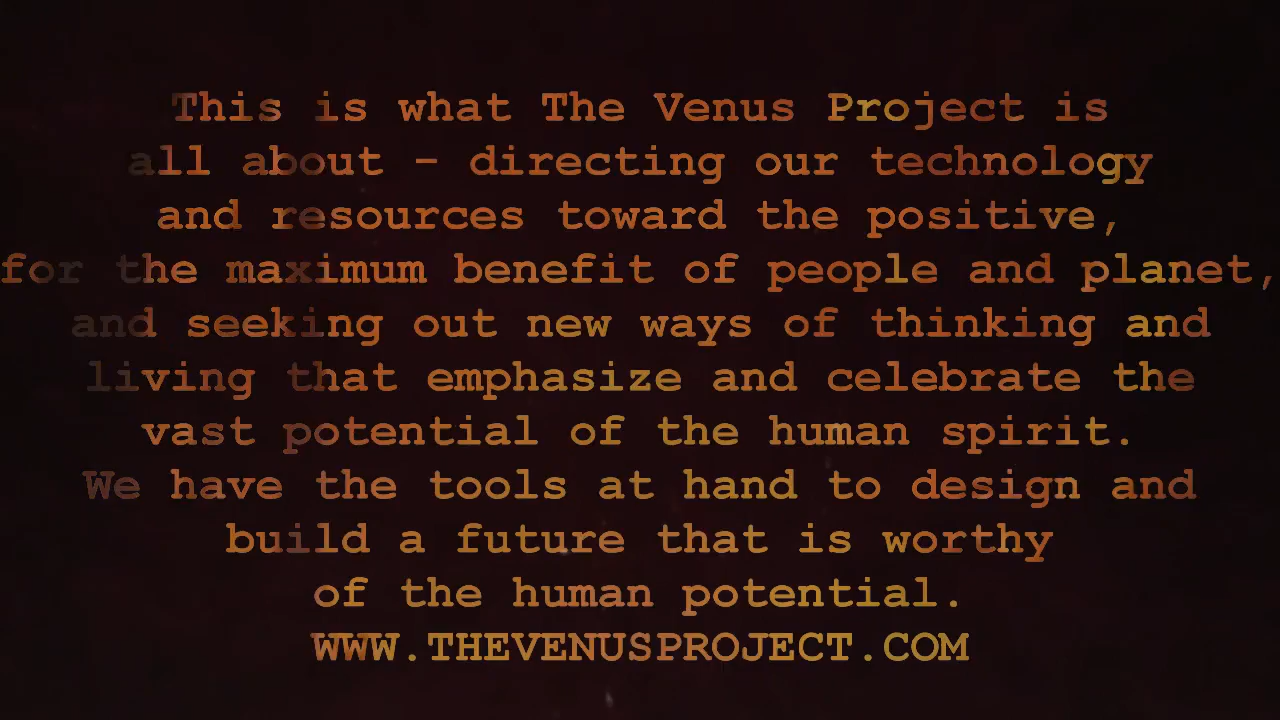 This is what The Venus Project is
all about – directing our technology
and resources toward the positive,
for the maximum benefit of people and planet,
and seeking out new ways of thinking and
living that emphasize and celebrate the
vast potential of the human spirit.
We have the tools at hand to design and
build a future that is worthy
of the human potential.
WWW.THEVENUSPROJECT.COM